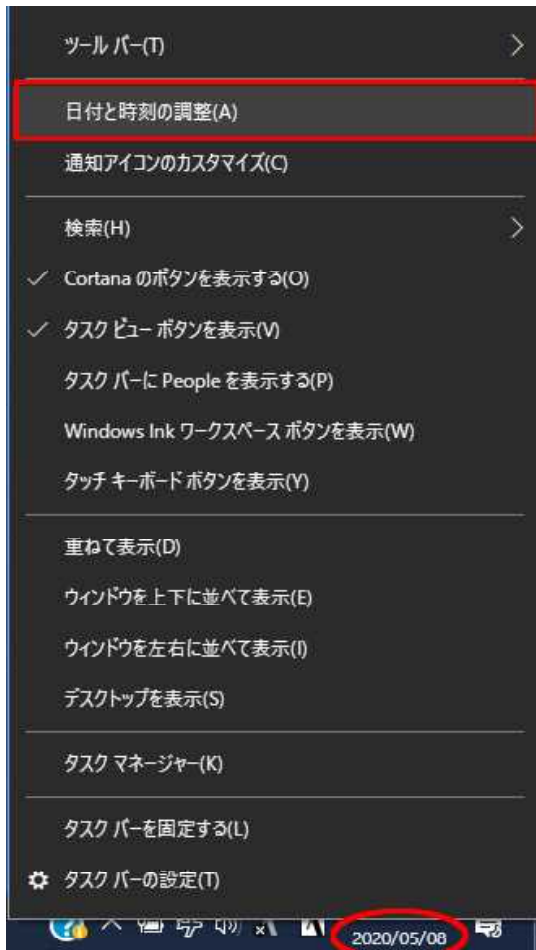 ツール バー(T)
日付と時刻の調整(A)
通知アイコンのカスタマイズ(C)
検索(H)
Cortana のボタンを表示する(O)
タスク ビュー ボタンを表示(V)
タスク バーに People を表示する(P)
Windows Ink ワークスペース ボタンを表示(W)
タッチ キーボード ボタンを表示(Y)
重ねて表示(D)
ウィンドウを上下に並べて表示(E)
ウィンドウを左右に並べて表示(I)
デスクトップを表示(S)
タスク マネージャー(K)
タスク バーを固定する(L)
タスク バーの設定(T)
2020/05/08